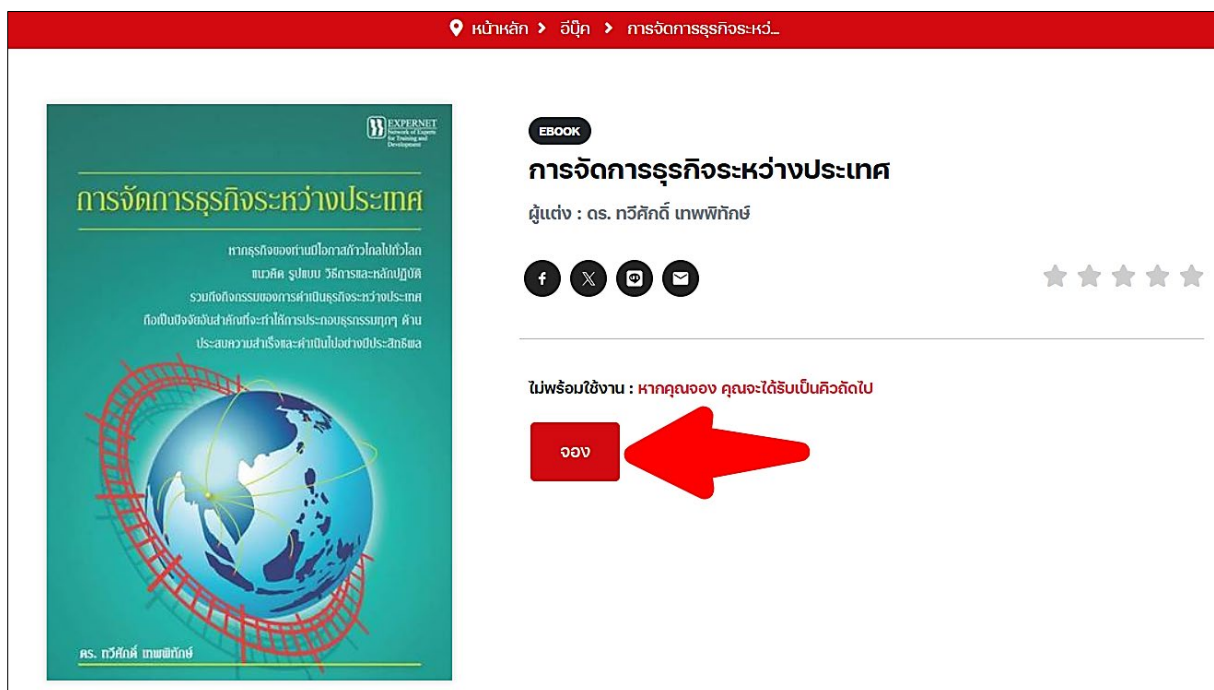 หน้าหลัก > อีบุ๊ค > การจัดการธุรกิจระหว่...
EXPERNET
Network of Experts
for Training and
Development
การจัดการธุรกิจระหว่างประเทศ
หากธุรกิจของท่านมีโอกาสก้าวไกลไปทั่วโลก
แนวคิด รูปแบบ วิธีการและหลักปฏิบัติ
รวมถึงกิจกรรมของการดำเนินธุรกิจระหว่างประเทศ
ถือเป็นปัจจัยอันสำคัญที่จะทำให้การประกอบธุรกรรมทุกๆ ด้าน
ประสบความสำเร็จและดำเนินไปอย่างมีประสิทธิผล
ดร. ทวีศักดิ์ เทพพิทักษ์
EBOOK
การจัดการธุรกิจระหว่างประเทศ
ผู้แต่ง : ดร. ทวีศักดิ์ เทพพิทักษ์
ไม่พร้อมใช้งาน : หากคุณจอง คุณจะได้รับเป็นคิวถัดไป
จอง